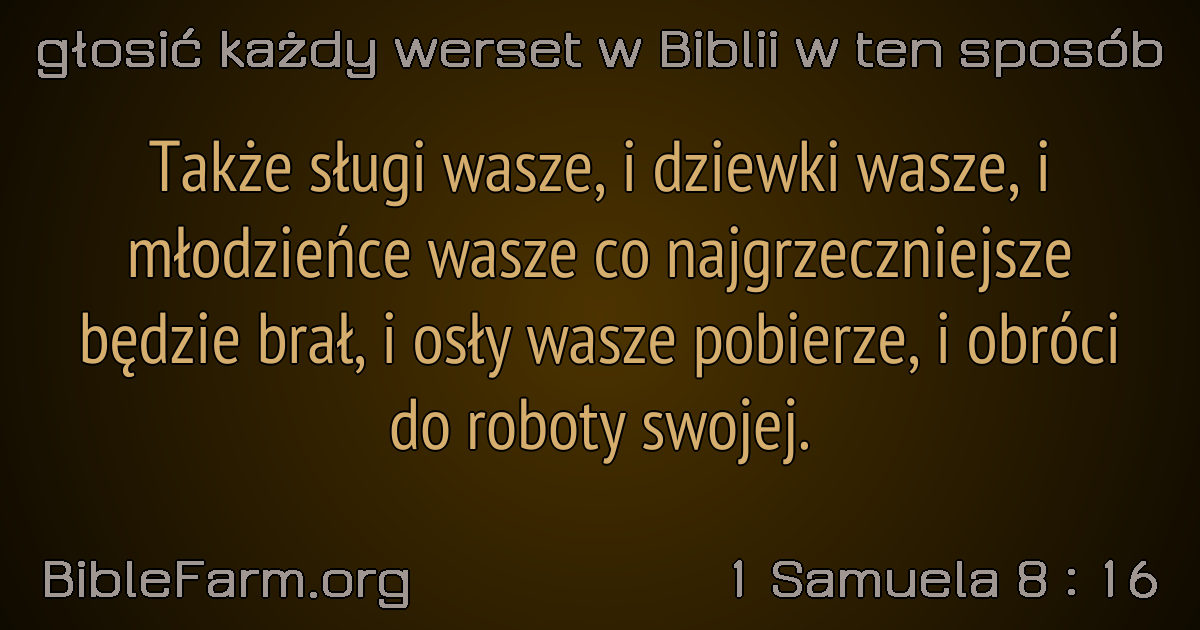 głosić każdy werset w Biblii w ten sposób
Także sługi wasze, i dziewki wasze, i
młodzieńce wasze co najgrzeczniejsze
będzie brał, i osły wasze pobierze, i obróci
do roboty swojej.
BibleFarm.org
1 Samuela 8 : 16